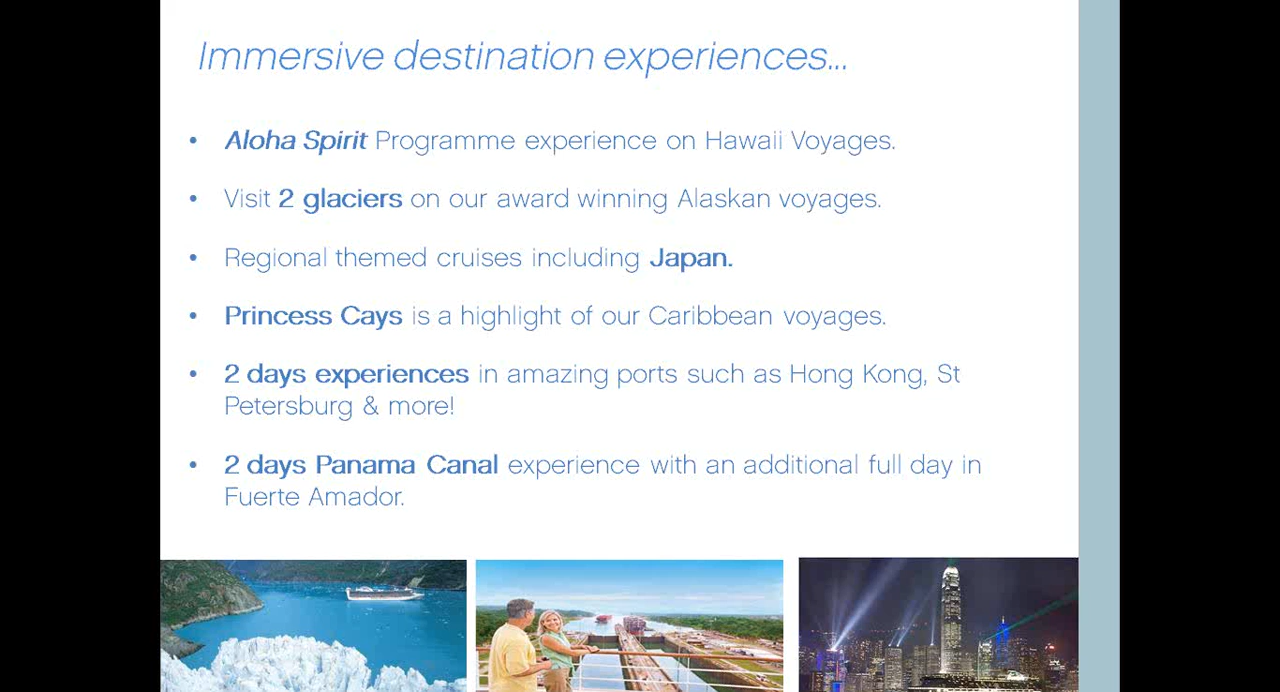 Immersive destination experiences...
• Aloha Spirit Programme experience on Hawaii Voyages.
• Visit 2 glaciers on our award winning Alaskan voyages.
• Regional themed cruises including Japan.
• Princess Cays is a highlight of our Caribbean voyages.
• 2 days experiences in amazing ports such as Hong Kong, St
Petersburg & more!
• 2 days Panama Canal experience with an additional full day in
Fuerte Amador.